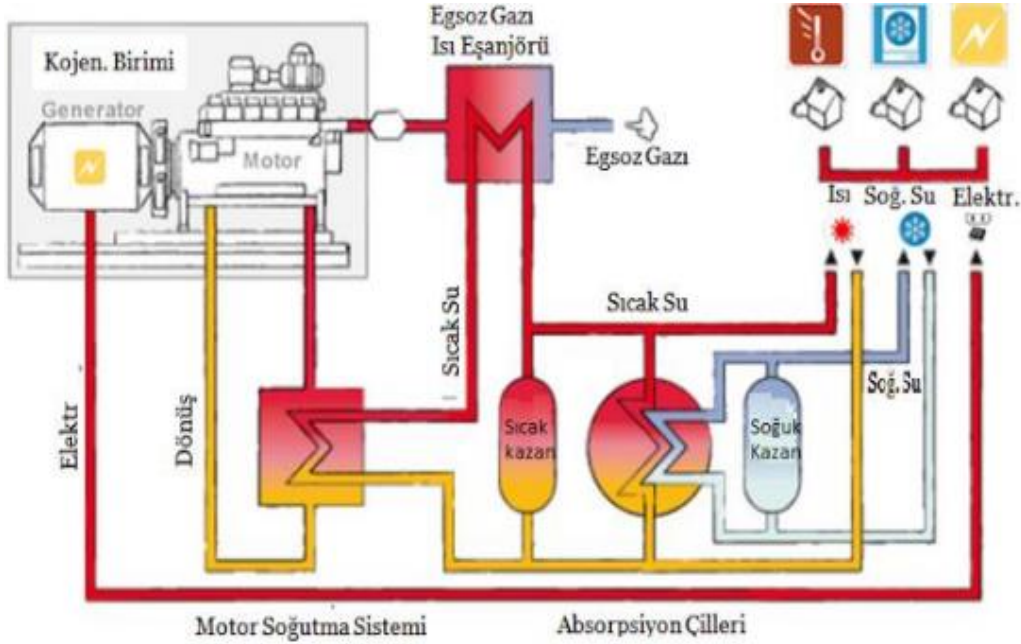 Egsoz Gazı
Isı Eşanjörü
Kojen. Birimi
Generator
Motor
Egsoz Gazı
Isı Soğ. Su Elektr.
Sıcak Su
Sıcak Su
Soğ. Su
Elektr
Dönüş
Sıcak
kazan
Soğuk
Kazan
Motor Soğutma Sistemi
Absorpsiyon Çilleri